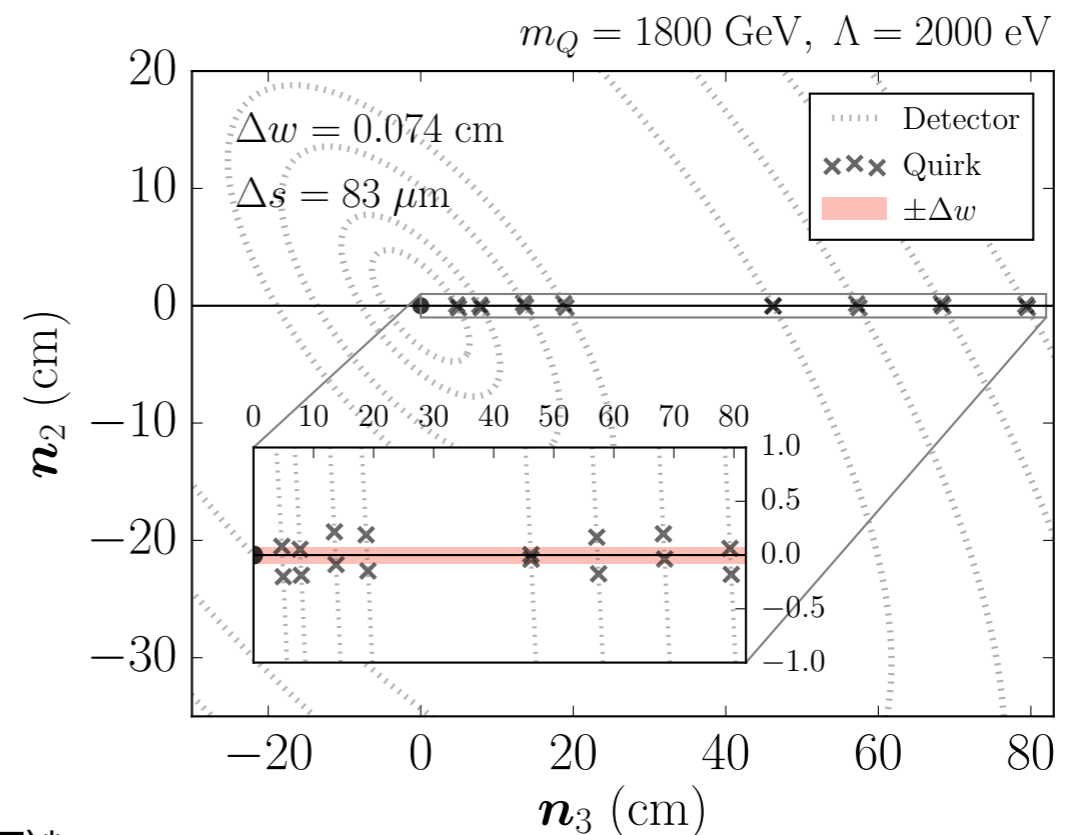 m_Q = 1800 GeV, Λ = 2000 eV
Δw = 0.074 cm
Δs = 83 μm
Detector
Quirk
±Δw
20
10
0
−10
−20
−30
n_2 (cm)
0 10 20 30 40 50 60 70 80
1.0
0.5
0.0
−0.5
−1.0
−20 0 20 40 60 80
n_3 (cm)